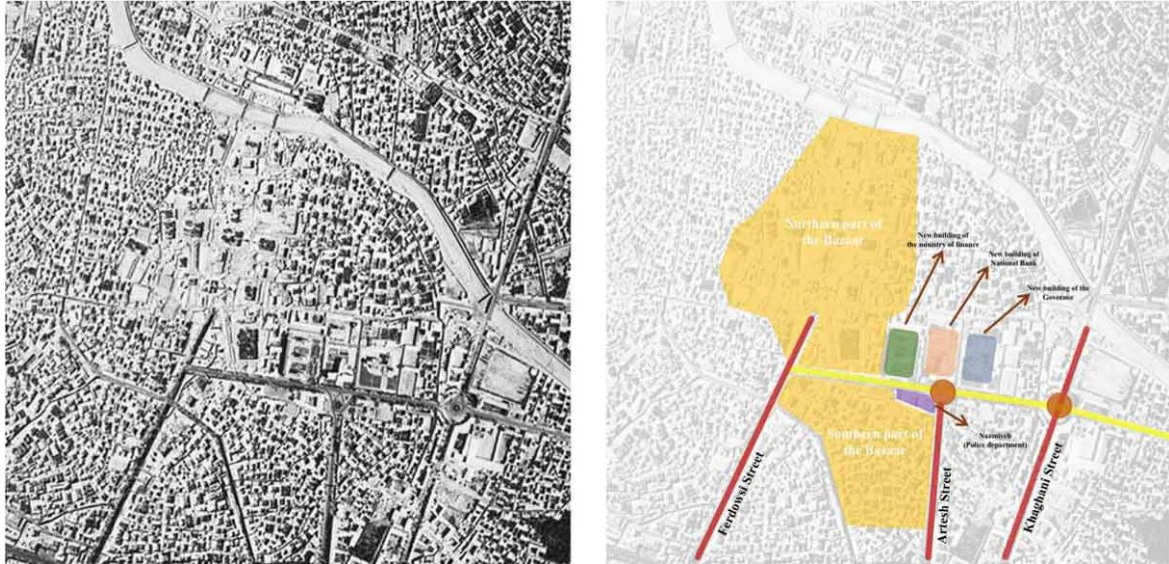 Northern part of
the Bazaar
New building of
the ministry of finance
New building of
National Bank
New building of the
Governor
Southern part of
the Bazaar
Nazmiyeh
(Police department)
Ferdowsi Street
Artesh Street
Khaghani Street